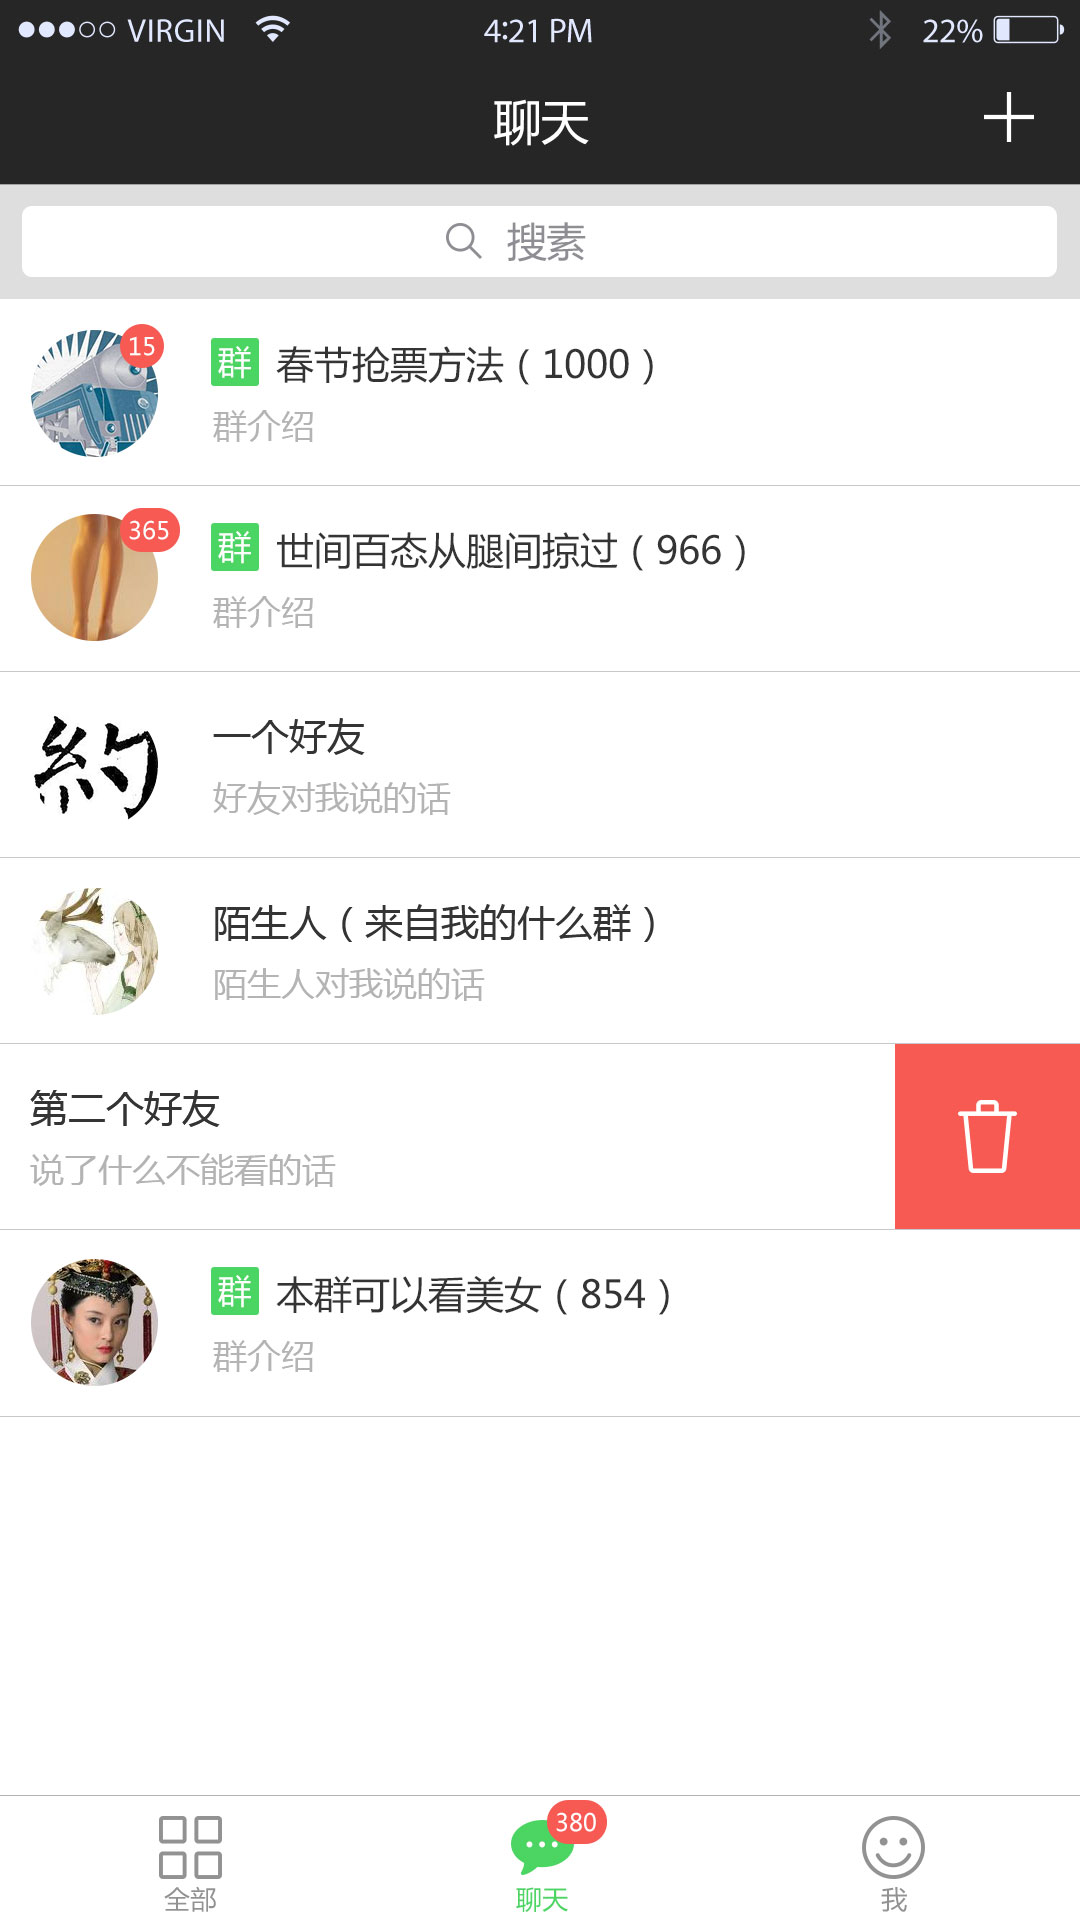 VIRGIN 4:21 PM 22%
聊天
搜素
15
群 春节抢票方法（1000）
群介绍
365
群 世间百态从腿间掠过（966）
群介绍
約
一个好友
好友对我说的话
陌生人（来自我的什么群）
陌生人对我说的话
第二个好友
说了什么不能看的话
群 本群可以看美女（854）
群介绍
380
全部 聊天 我